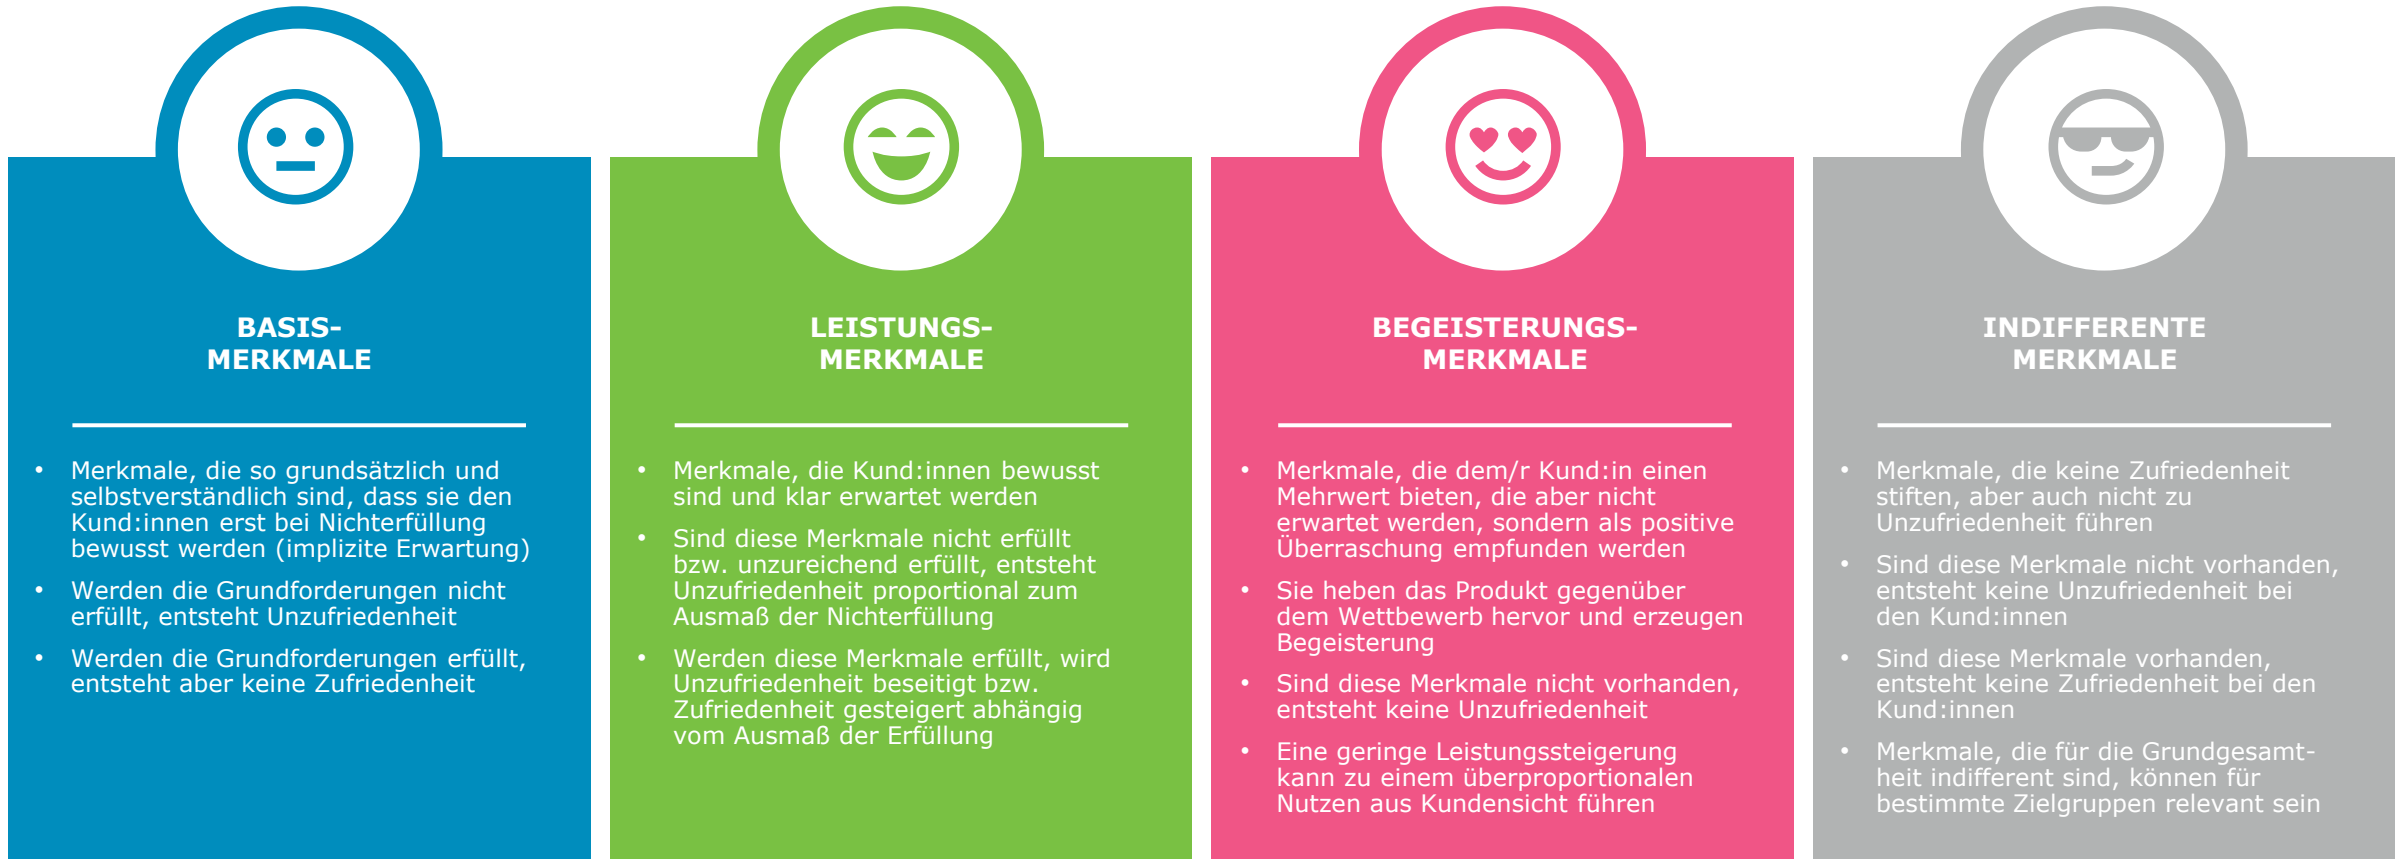 BASIS-
MERKMALE
• Merkmale, die so grundsätzlich und
selbstverständlich sind, dass sie den
Kund:innen erst bei Nichterfüllung
bewusst werden (implizite Erwartung)
• Werden die Grundforderungen nicht
erfüllt, entsteht Unzufriedenheit
• Werden die Grundforderungen erfüllt,
entsteht aber keine Zufriedenheit
LEISTUNGS-
MERKMALE
• Merkmale, die Kund:innen bewusst
sind und klar erwartet werden
• Sind diese Merkmale nicht erfüllt
bzw. unzureichend erfüllt, entsteht
Unzufriedenheit proportional zum
Ausmaß der Nichterfüllung
• Werden diese Merkmale erfüllt, wird
Unzufriedenheit beseitigt bzw.
Zufriedenheit gesteigert abhängig
vom Ausmaß der Erfüllung
BEGEISTERUNGS-
MERKMALE
• Merkmale, die dem/r Kund:in einen
Mehrwert bieten, die aber nicht
erwartet werden, sondern als positive
Überraschung empfunden werden
• Sie heben das Produkt gegenüber
dem Wettbewerb hervor und erzeugen
Begeisterung
• Sind diese Merkmale nicht vorhanden,
entsteht keine Unzufriedenheit
• Eine geringe Leistungssteigerung
kann zu einem überproportionalen
Nutzen aus Kundensicht führen
INDIFFERENTE
MERKMALE
• Merkmale, die keine Zufriedenheit
stiften, aber auch nicht zu
Unzufriedenheit führen
• Sind diese Merkmale nicht vorhanden,
entsteht keine Unzufriedenheit bei
den Kund:innen
• Sind diese Merkmale vorhanden,
entsteht keine Zufriedenheit bei den
Kund:innen
• Merkmale, die für die Grundgesamt-
heit indifferent sind, können für
bestimmte Zielgruppen relevant sein